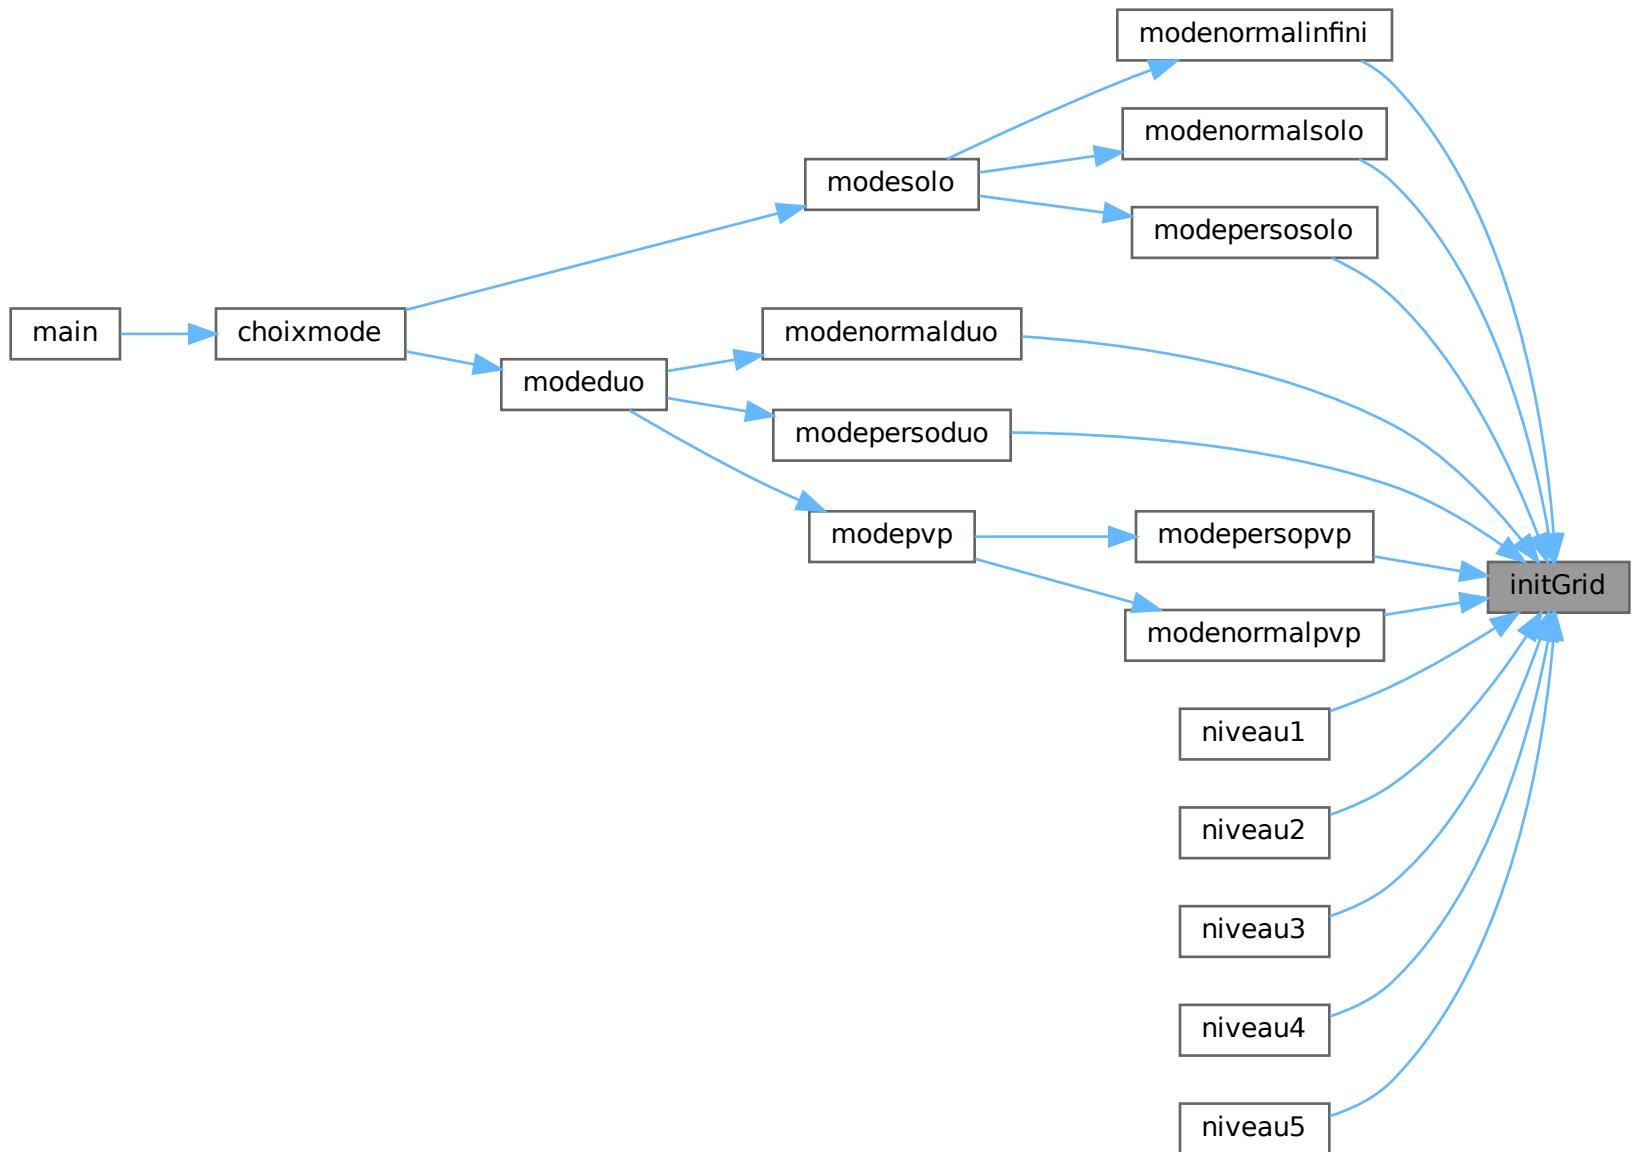 modenormalinfini
modenormalsolo
modesolo
modepersosolo
main
choixmode
modenormalduo
modeduo
modepersoduo
modepvp
modepersopvp
initGrid
modenormalpvp
niveau1
niveau2
niveau3
niveau4
niveau5